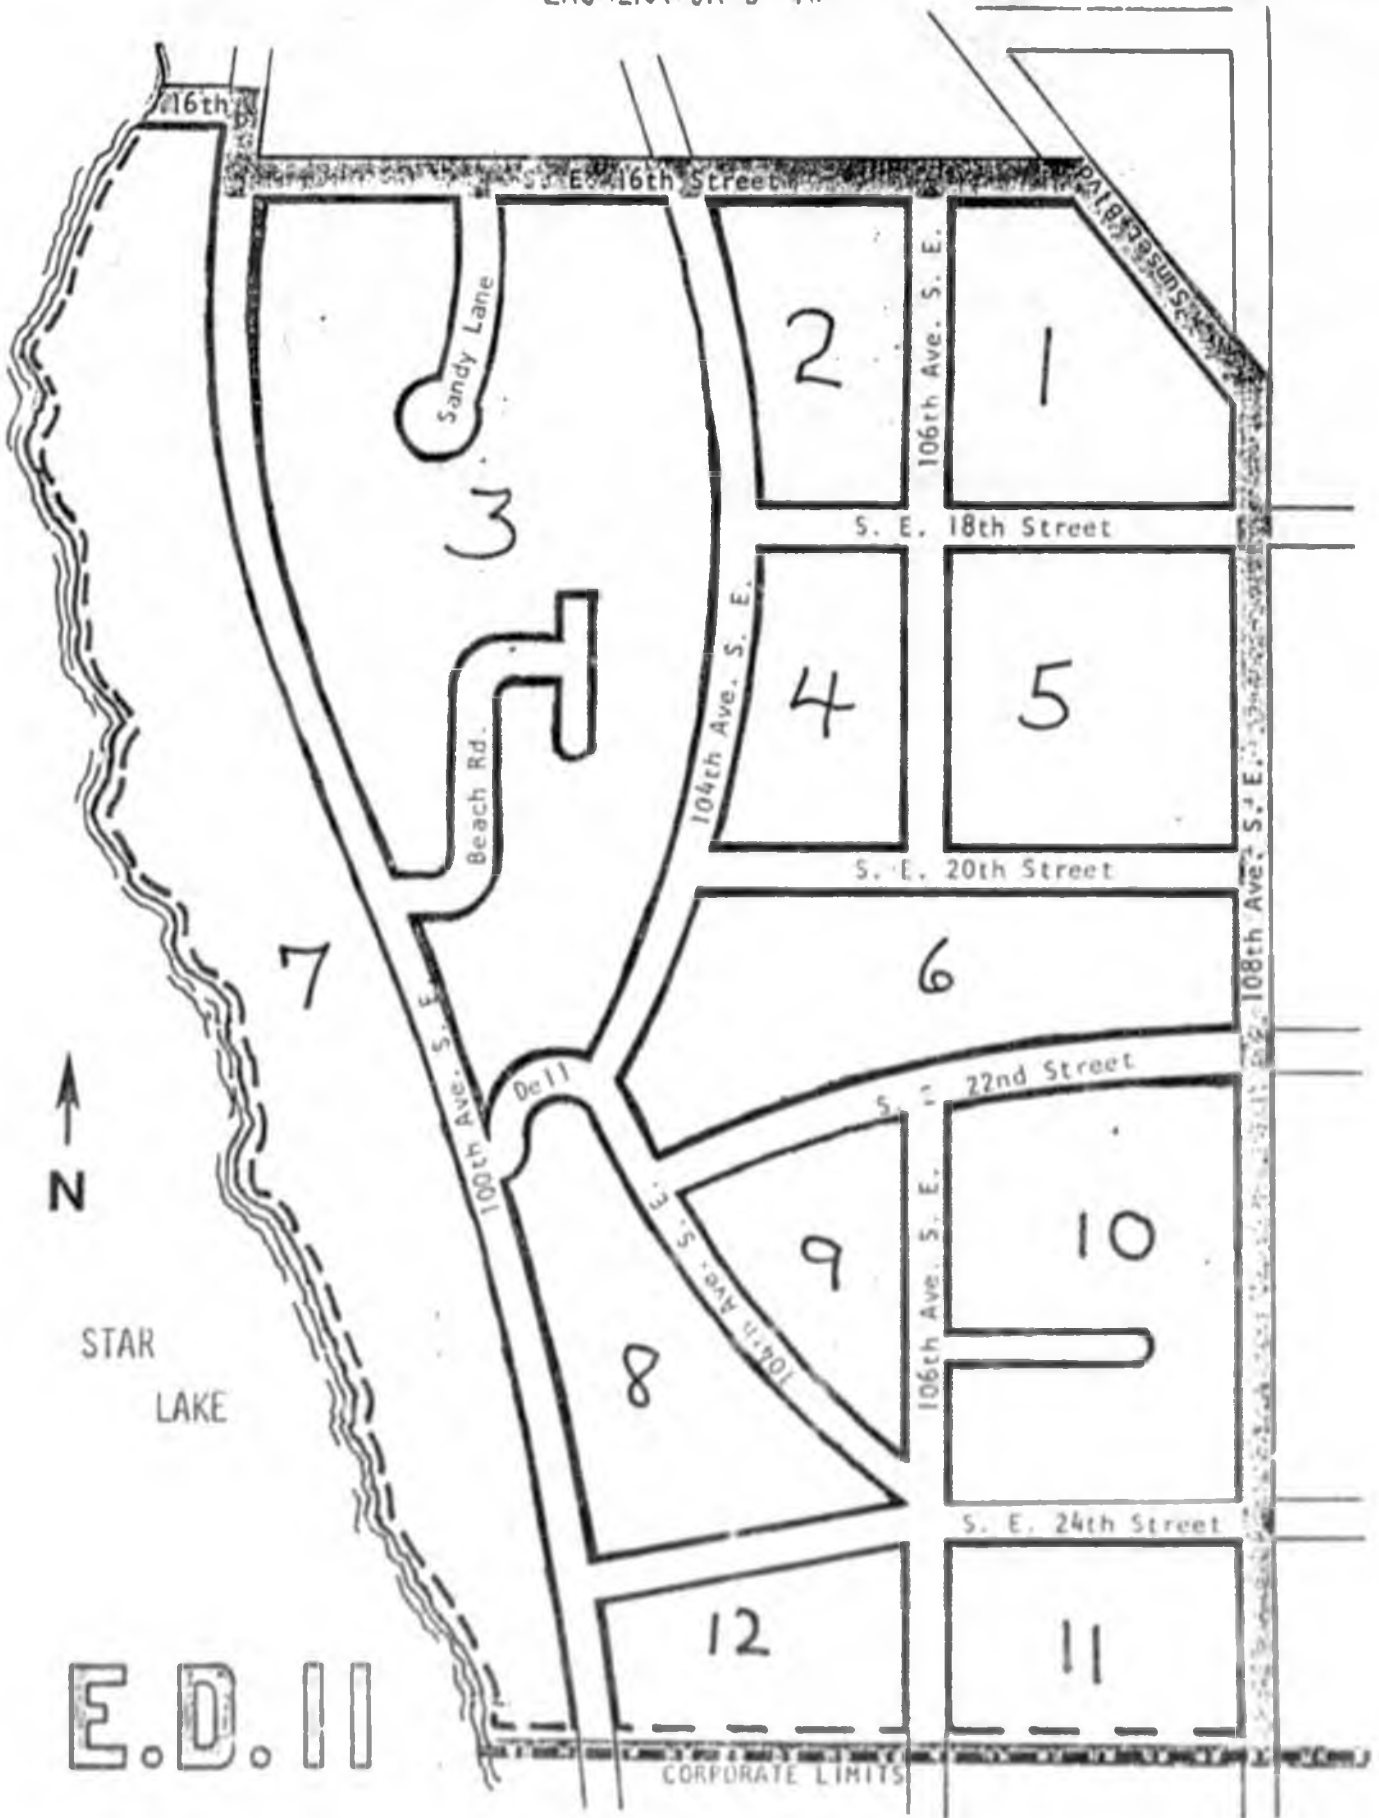 16th
S. E. 16th Street
Sunset Blvd
Sandy Lane
2
106th Ave. S. E.
1
3
S. E. 18th Street
104th Ave. S. E.
4
5
Beach Rd.
S. E. 20th Street
108th Ave. S. E.
7
6
100th Ave. S. E.
Dell
S. 22nd Street
N
104th Ave. S. E.
9
106th Ave. S. E.
10
STAR
LAKE
8
S. E. 24th Street
12
11
E.D. 11
CORPORATE LIMITS